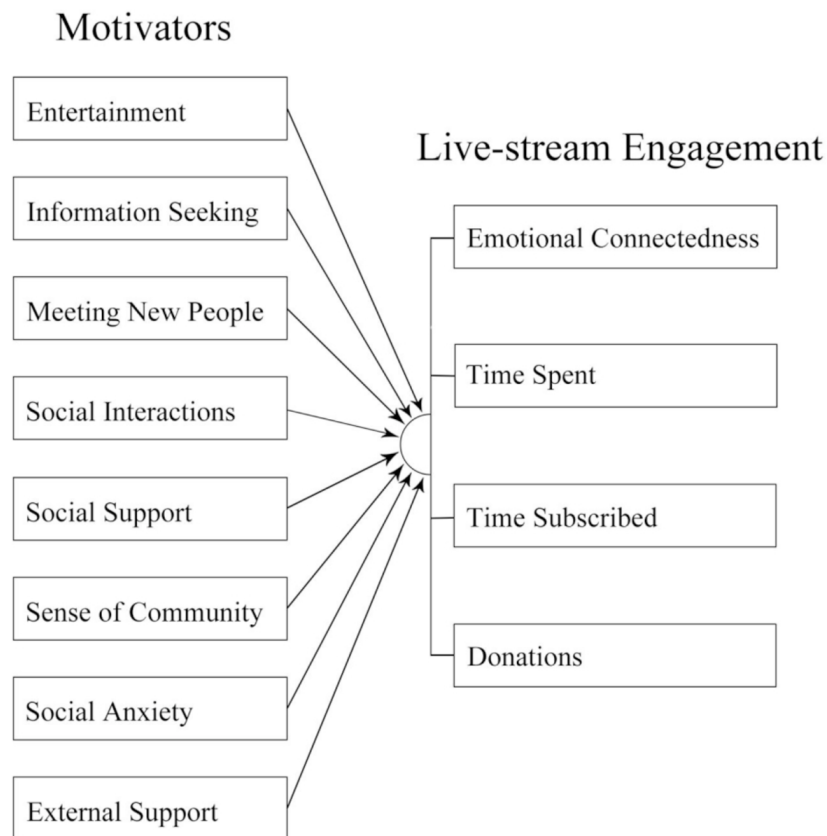 Motivators
Entertainment
Information Seeking
Meeting New People
Social Interactions
Social Support
Sense of Community
Social Anxiety
External Support
Live-stream Engagement
Emotional Connectedness
Time Spent
Time Subscribed
Donations